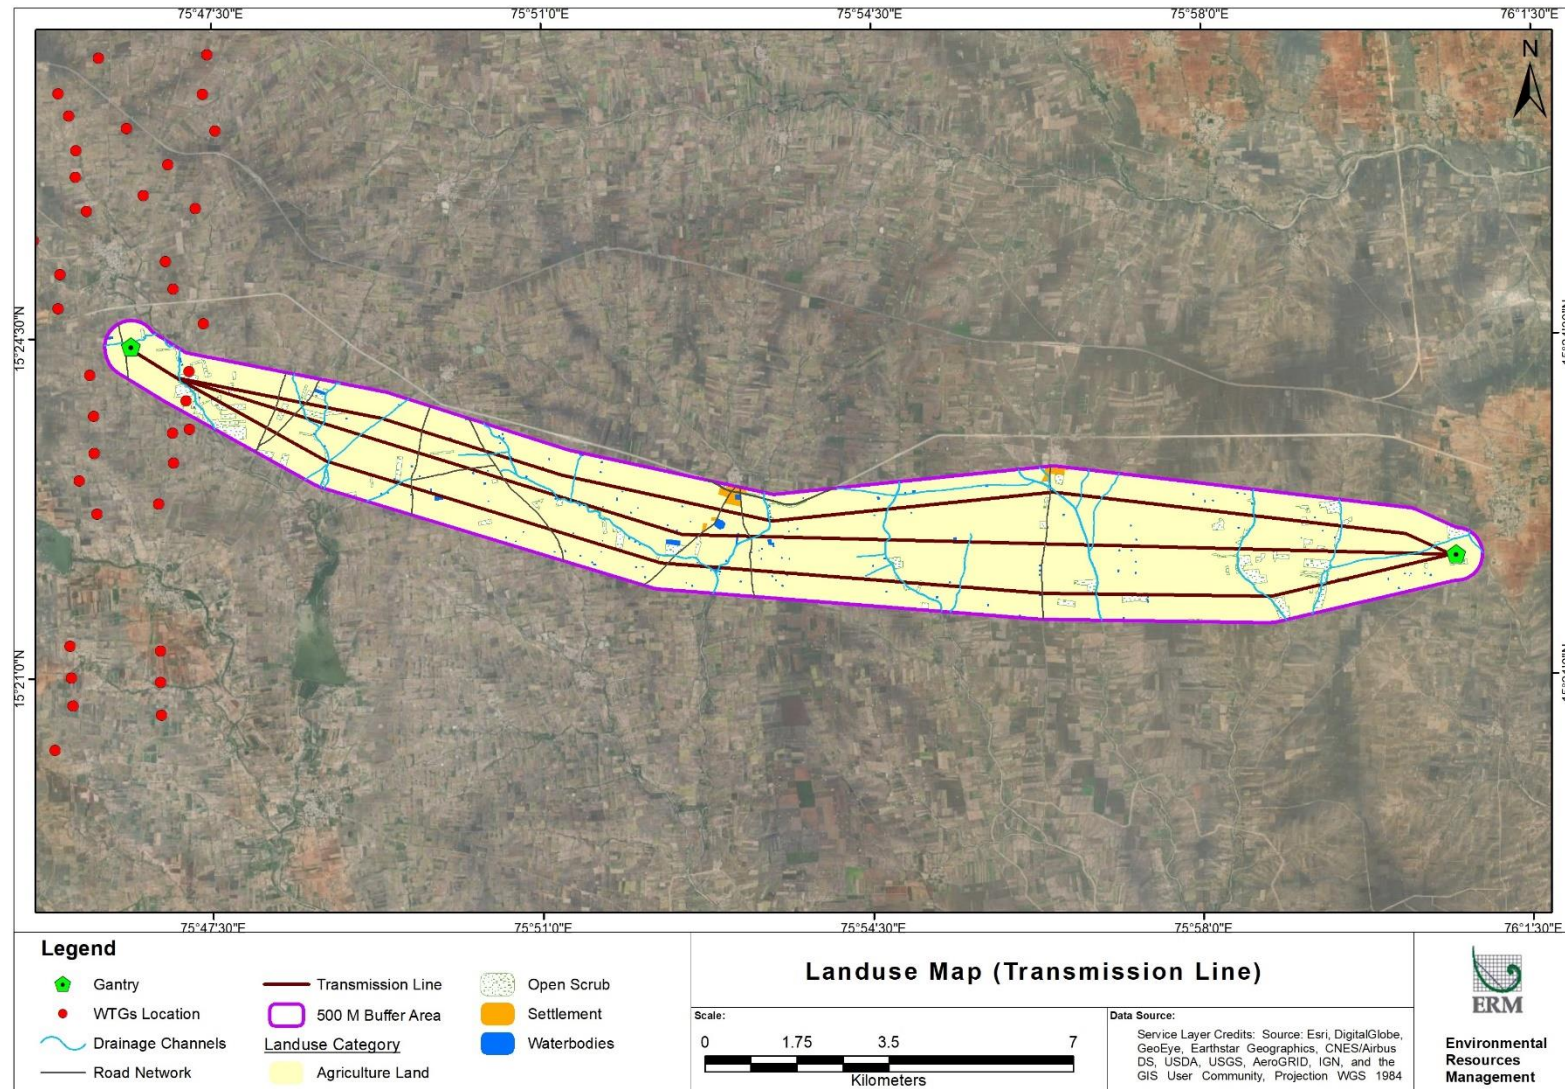 75°47'30"E 75°51'0"E 75°54'30"E 75°58'0"E 76°1'30"E
N
15°24'30"N
15°21'0"N
75°47'30"E 75°51'0"E 75°54'30"E 75°58'0"E 76°1'30"E
Legend
Gantry
WTGs Location
Drainage Channels
Road Network
Transmission Line
500 M Buffer Area
Landuse Category
Agriculture Land
Open Scrub
Settlement
Waterbodies
Landuse Map (Transmission Line)
Scale:
0 1.75 3.5 7
Kilometers
Data Source:
Service Layer Credits: Source: Esri, DigitalGlobe,
GeoEye, Earthstar Geographics, CNES/Airbus
DS, USDA, USGS, AeroGRID, IGN, and the
GIS User Community, Projection WGS 1984
ERM
Environmental
Resources
Management